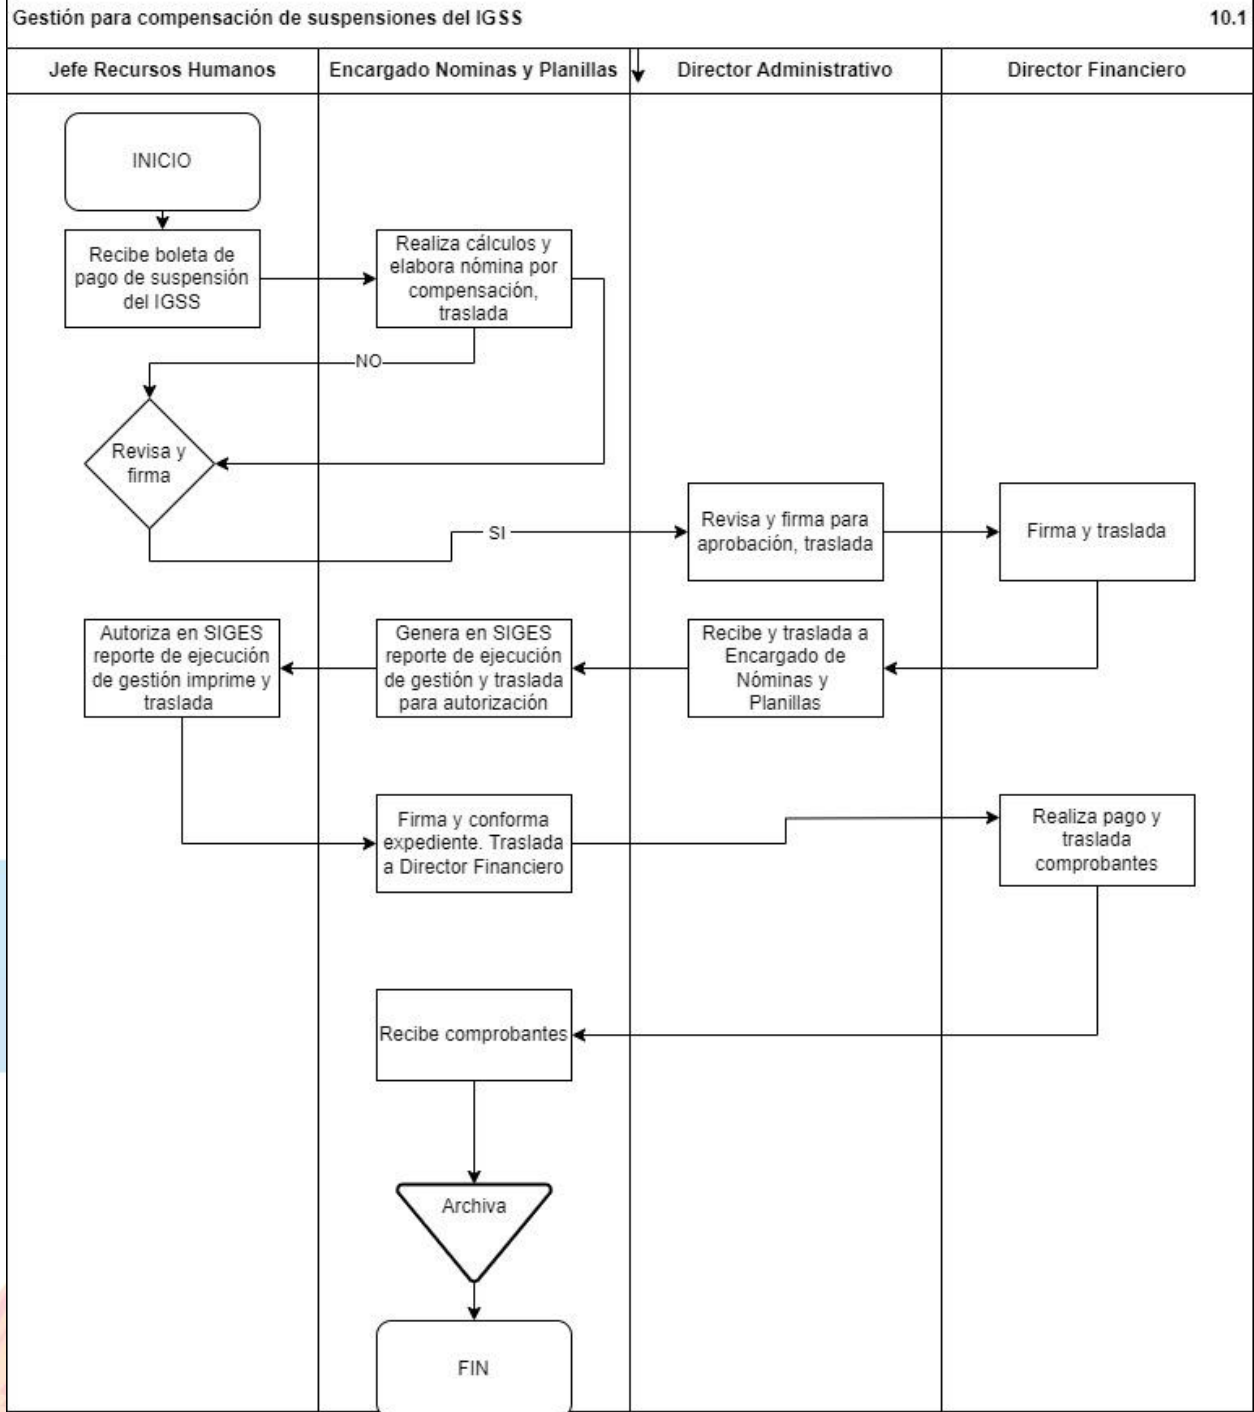 Gestión para compensación de suspensiones del IGSS
10.1
Jefe Recursos Humanos
Encargado Nominas y Planillas
Director Administrativo
Director Financiero
INICIO
Recibe boleta de
pago de suspensión
del IGSS
Realiza cálculos y
elabora nómina por
compensación,
traslada
NO
Revisa y
firma
SI
Revisa y firma para
aprobación, traslada
Firma y traslada
Autoriza en SIGES
reporte de ejecución
de gestión imprime y
traslada
Genera en SIGES
reporte de ejecución
de gestión y traslada
para autorización
Recibe y traslada a
Encargado de
Nóminas y
Planillas
Firma y conforma
expediente. Traslada
a Director Financiero
Realiza pago y
traslada
comprobantes
Recibe comprobantes
Archiva
FIN